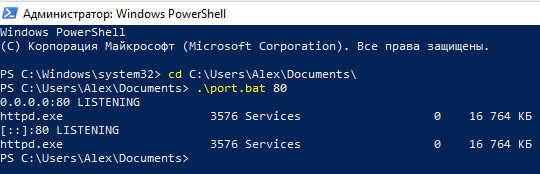 Администратор: Windows PowerShell
Windows PowerShell
(C) Корпорация Майкрософт (Microsoft Corporation). Все права защищены.
PS C:\Windows\system32> cd C:\Users\Alex\Documents\
PS C:\Users\Alex\Documents> .\port.bat 80
0.0.0.0:80 LISTENING
httpd.exe 3576 Services 0 16 764 КБ
[::]:80 LISTENING
httpd.exe 3576 Services 0 16 764 КБ
PS C:\Users\Alex\Documents>